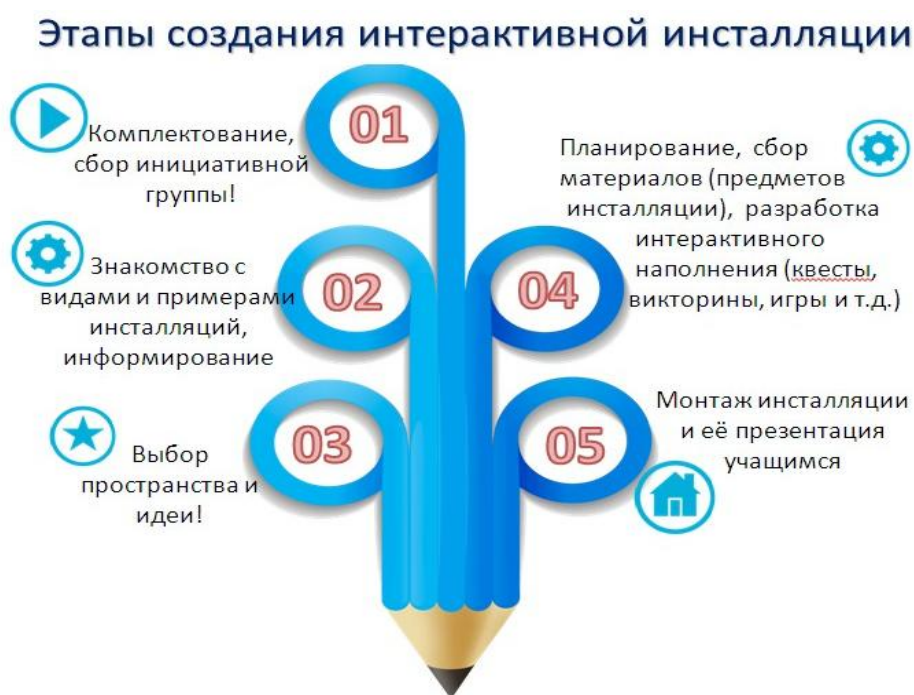 Этапы создания интерактивной инсталляции
01
Комплектование,
сбор инициативной
группы!
02
Знакомство с
видами и примерами
инсталляций,
информирование
03
Выбор
пространства и
идеи!
04
Планирование, сбор
материалов (предметов
инсталляции), разработка
интерактивного
наполнения (квесты,
викторины, игры и т.д.)
05
Монтаж инсталляции
и её презентация
учащимся